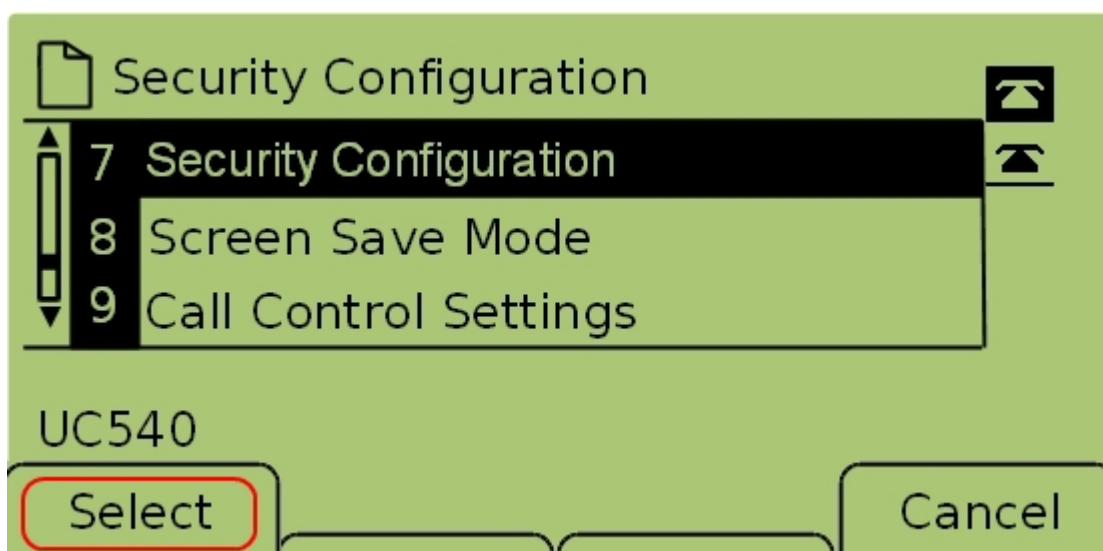 Security Configuration
7 Security Configuration
8 Screen Save Mode
9 Call Control Settings
UC540
Select Cancel